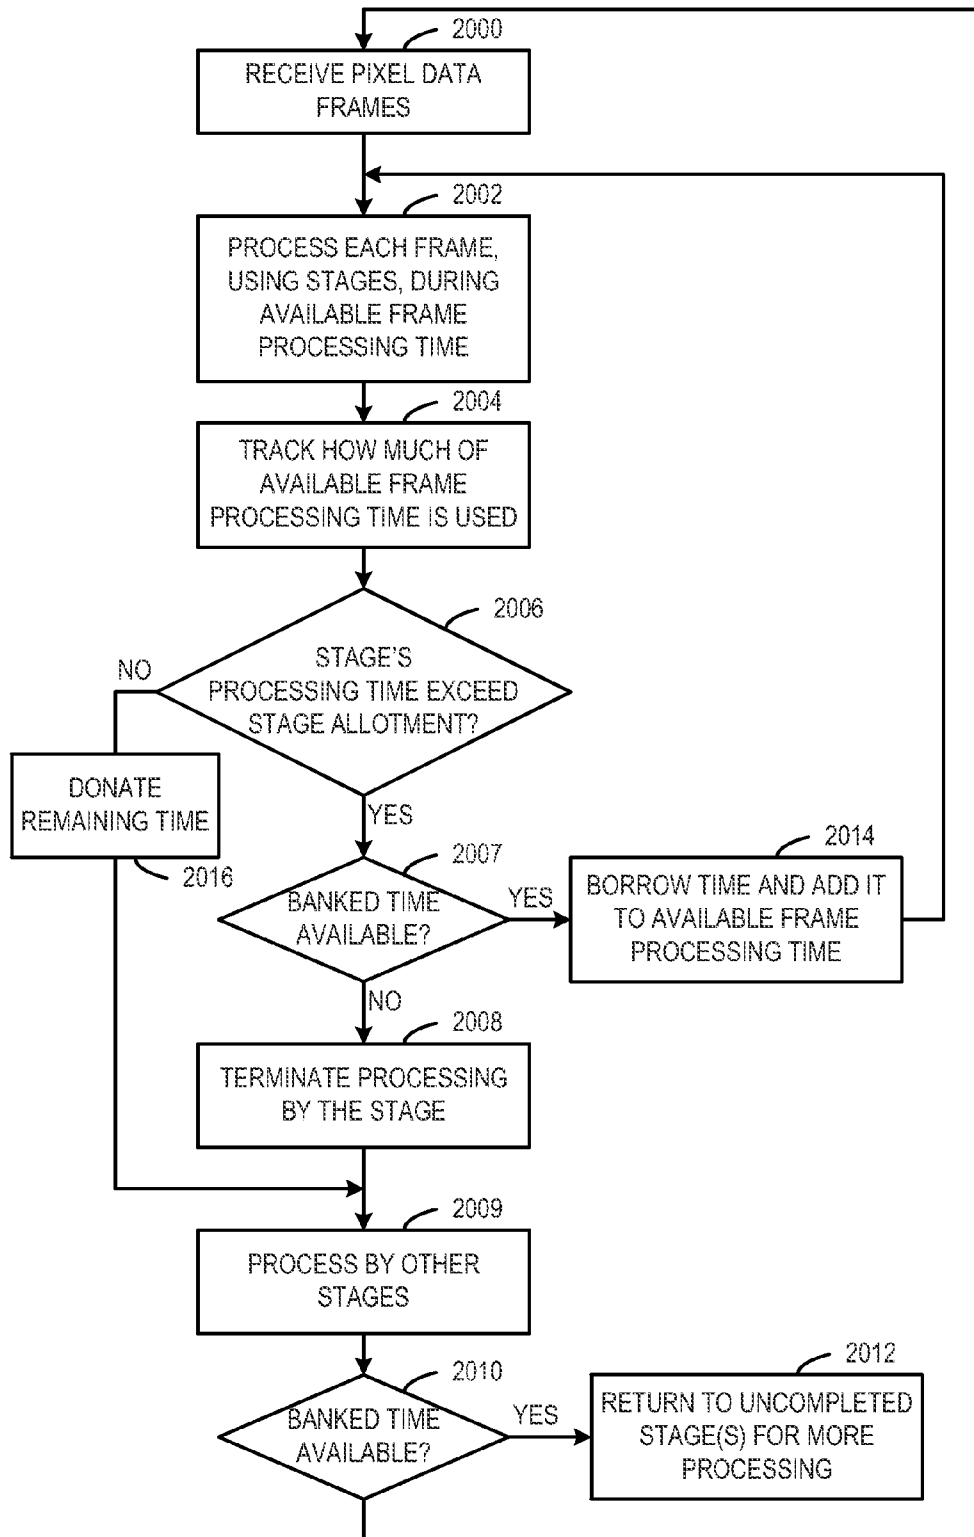 2000
RECEIVE PIXEL DATA
FRAMES
2002
PROCESS EACH FRAME,
USING STAGES, DURING
AVAILABLE FRAME
PROCESSING TIME
2004
TRACK HOW MUCH OF
AVAILABLE FRAME
PROCESSING TIME IS USED
2006
STAGE'S
PROCESSING TIME EXCEED
STAGE ALLOTMENT?
NO
DONATE
REMAINING TIME
2016
YES
2007
BANKED TIME
AVAILABLE?
YES
2014
BORROW TIME AND ADD IT
TO AVAILABLE FRAME
PROCESSING TIME
NO
2008
TERMINATE PROCESSING
BY THE STAGE
2009
PROCESS BY OTHER
STAGES
2010
BANKED TIME
AVAILABLE?
YES
2012
RETURN TO UNCOMPLETED
STAGE(S) FOR MORE
PROCESSING